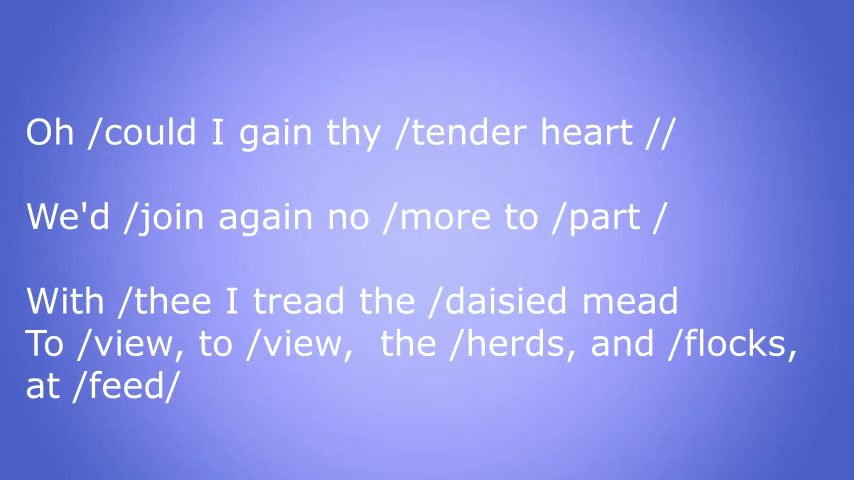 Oh /could I gain thy /tender heart //
We'd /join again no /more to /part /
With /thee I tread the /daisied mead
To /view, to /view,  the /herds, and /flocks,
at /feed/